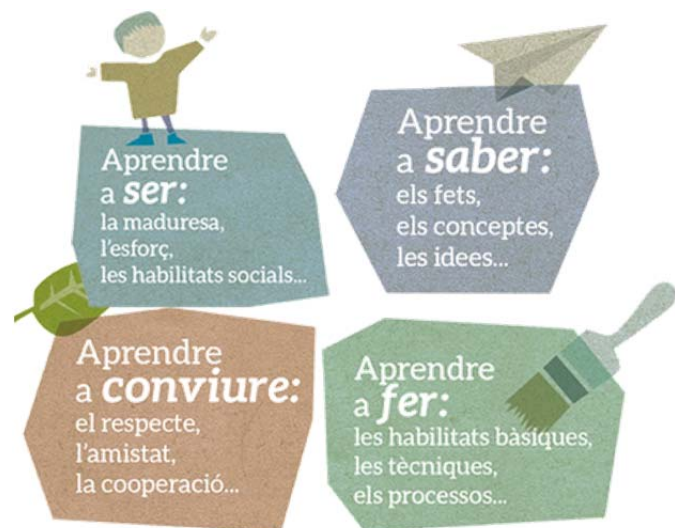 Aprendre
a ser:
la maduresa,
l'esforç,
les habilitats socials...
Aprendre
a saber:
els fets,
els conceptes,
les idees...
Aprendre
a conviure:
el respecte,
l'amistat,
la cooperació...
Aprendre
a fer:
les habilitats bàsiques,
les tècniques,
els processos...